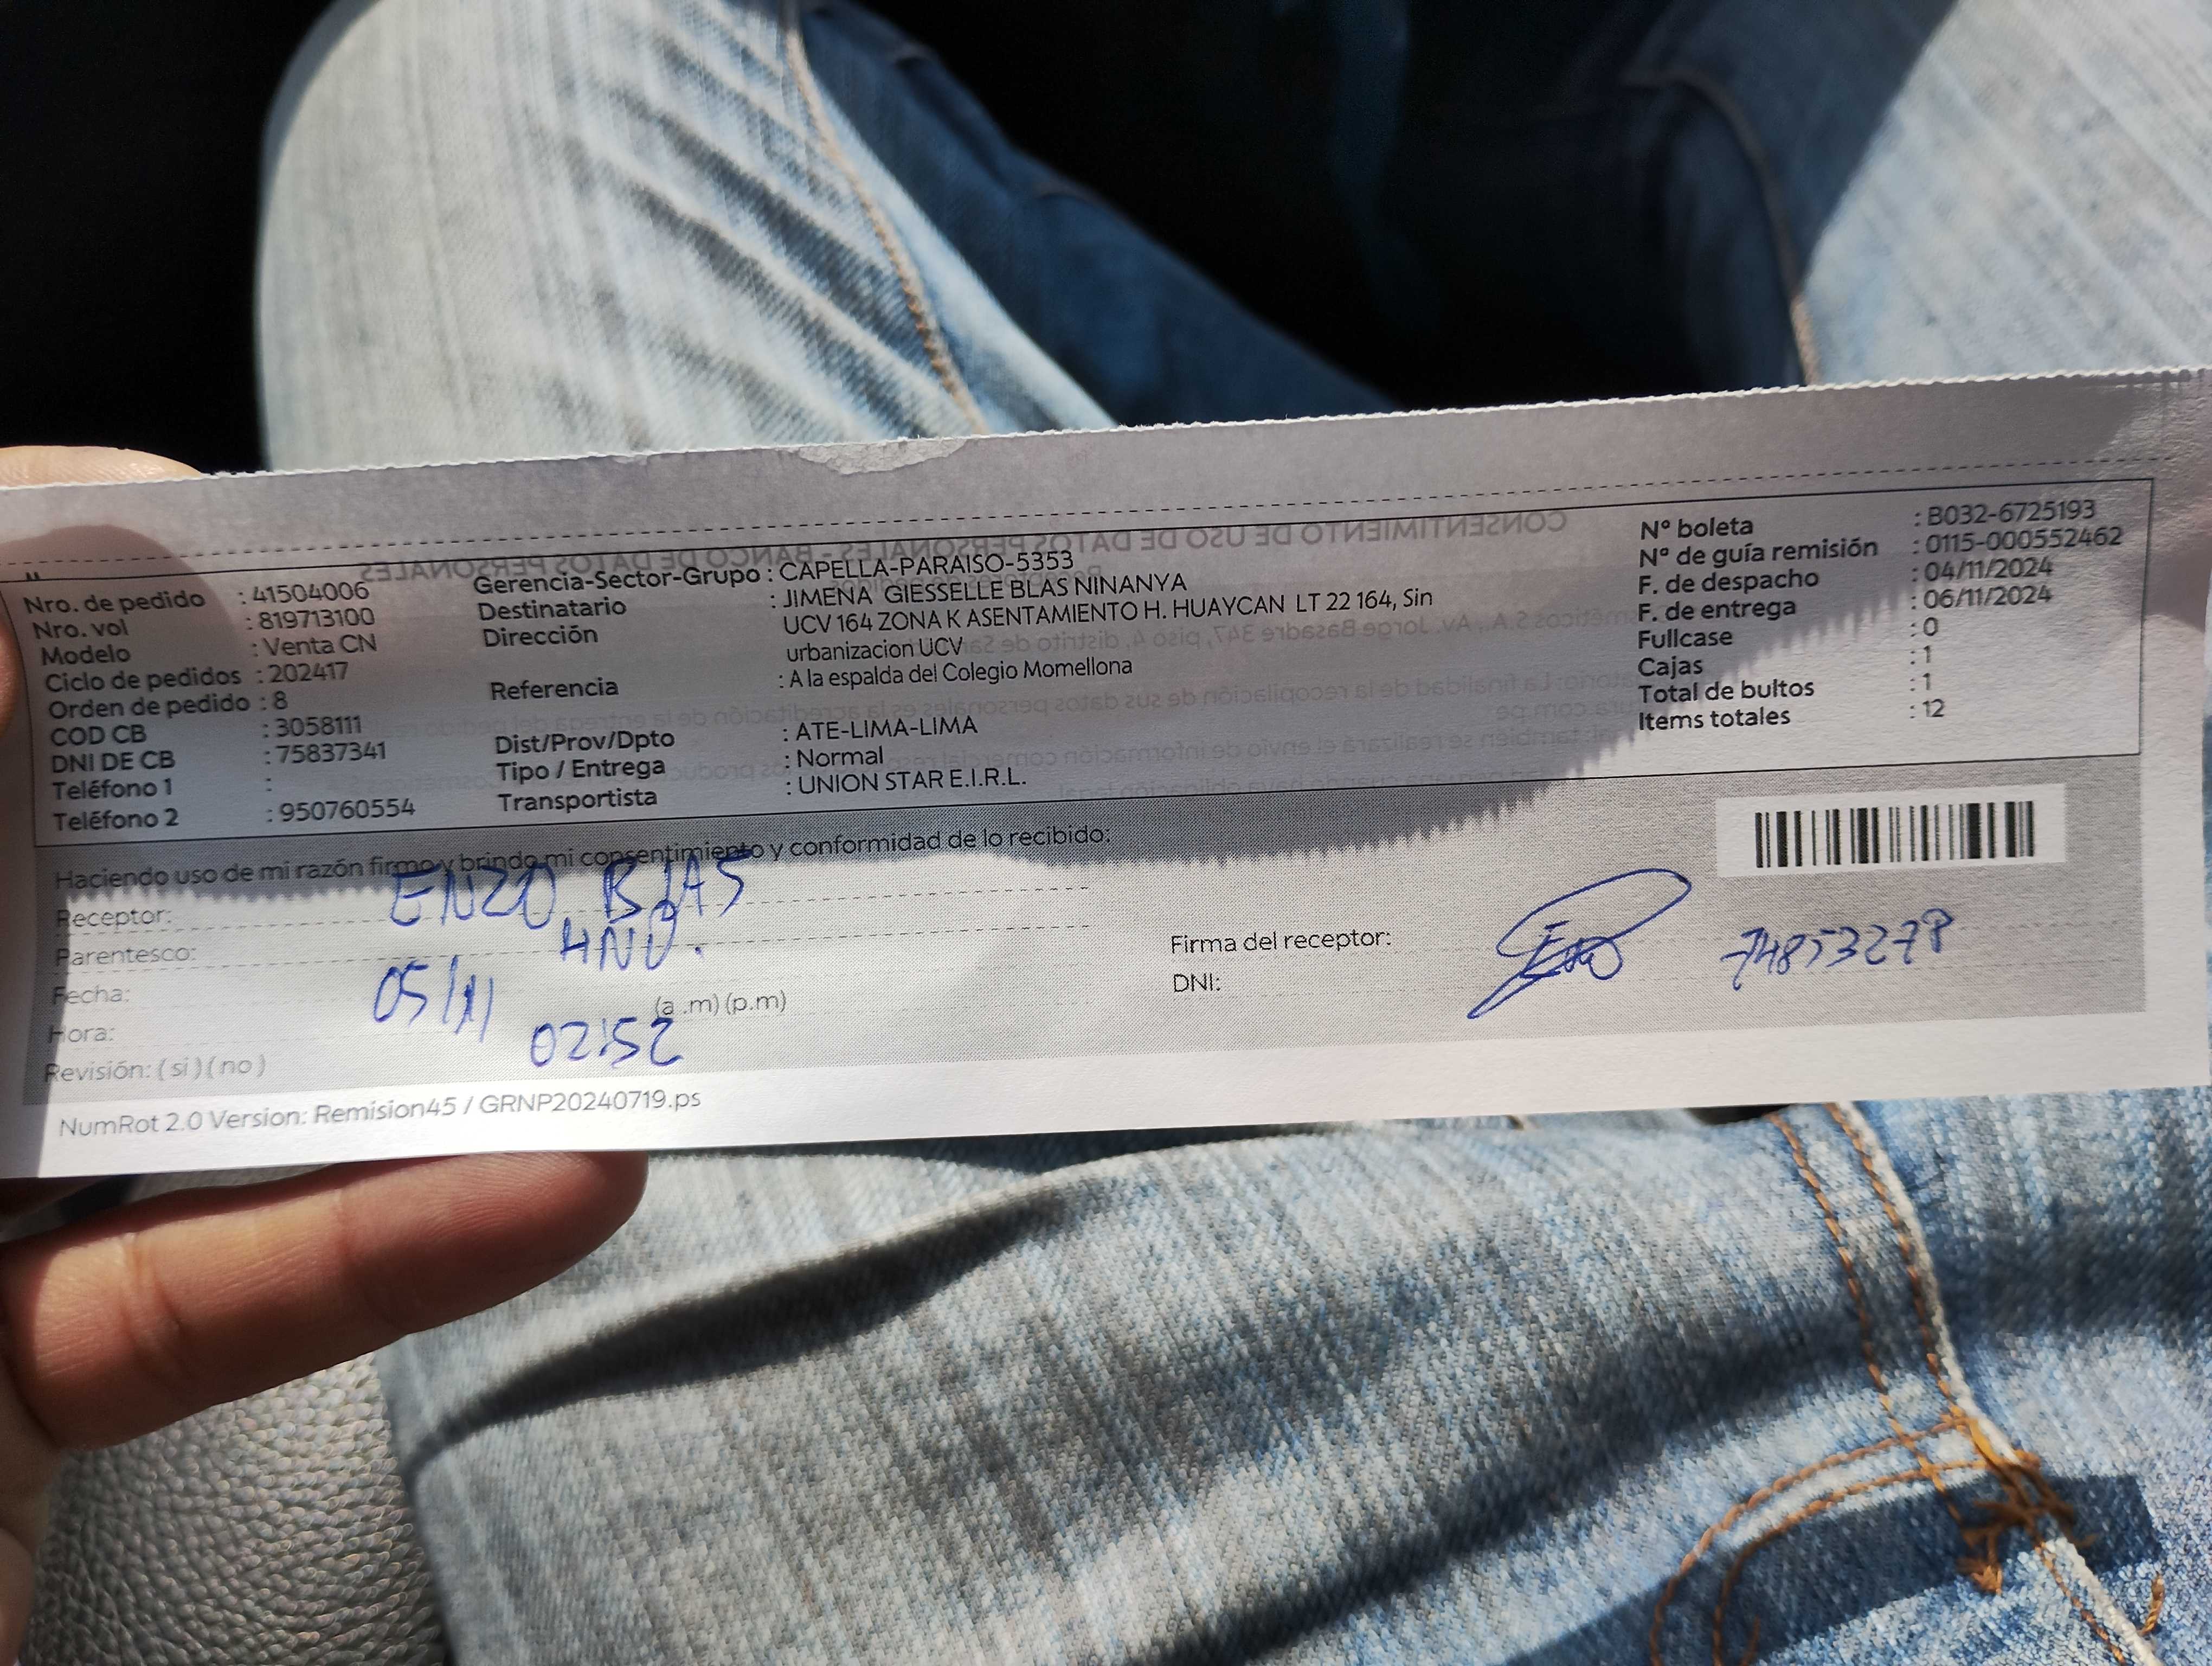 Nro. de pedido : 41504006
Nro. vol : 819713100
Modelo : Venta CN
Ciclo de pedidos : 202417
Orden de pedido : 8
COD CB : 3058111
DNI DE CB : 75837341
Teléfono 1 :
Teléfono 2 : 950760554
Gerencia-Sector-Grupo : CAPELLA-PARAISO-5353
Destinatario : JIMENA GIESSELLE BLAS NINANYA
Dirección UCV 164 ZONA K ASENTAMIENTO H. HUAYCAN LT 22 164, Sin
urbanizacion UCV
Referencia : A la espalda del Colegio Momellona
Dist/Prov/Dpto : ATE-LIMA-LIMA
Tipo / Entrega : Normal
Transportista : UNION STAR E.I.R.L.
Nº boleta : B032-6725193
Nº de guía remisión : 0115-000552462
F. de despacho : 04/11/2024
F. de entrega : 06/11/2024
Fullcase : 0
Cajas : 1
Total de bultos : 1
Items totales : 12
Haciendo uso de mi razón firmo y brindo mi consentimiento y conformidad de lo recibido:
Receptor: ENZO BLAS
Parentesco: HNO.
Fecha: 05/11
Hora: 02:52 (a .m) (p.m)
Revisión: ( si ) ( no )
Firma del receptor:
DNI: 74853278
NumRot 2.0 Version: Remision45 / GRNP20240719.ps